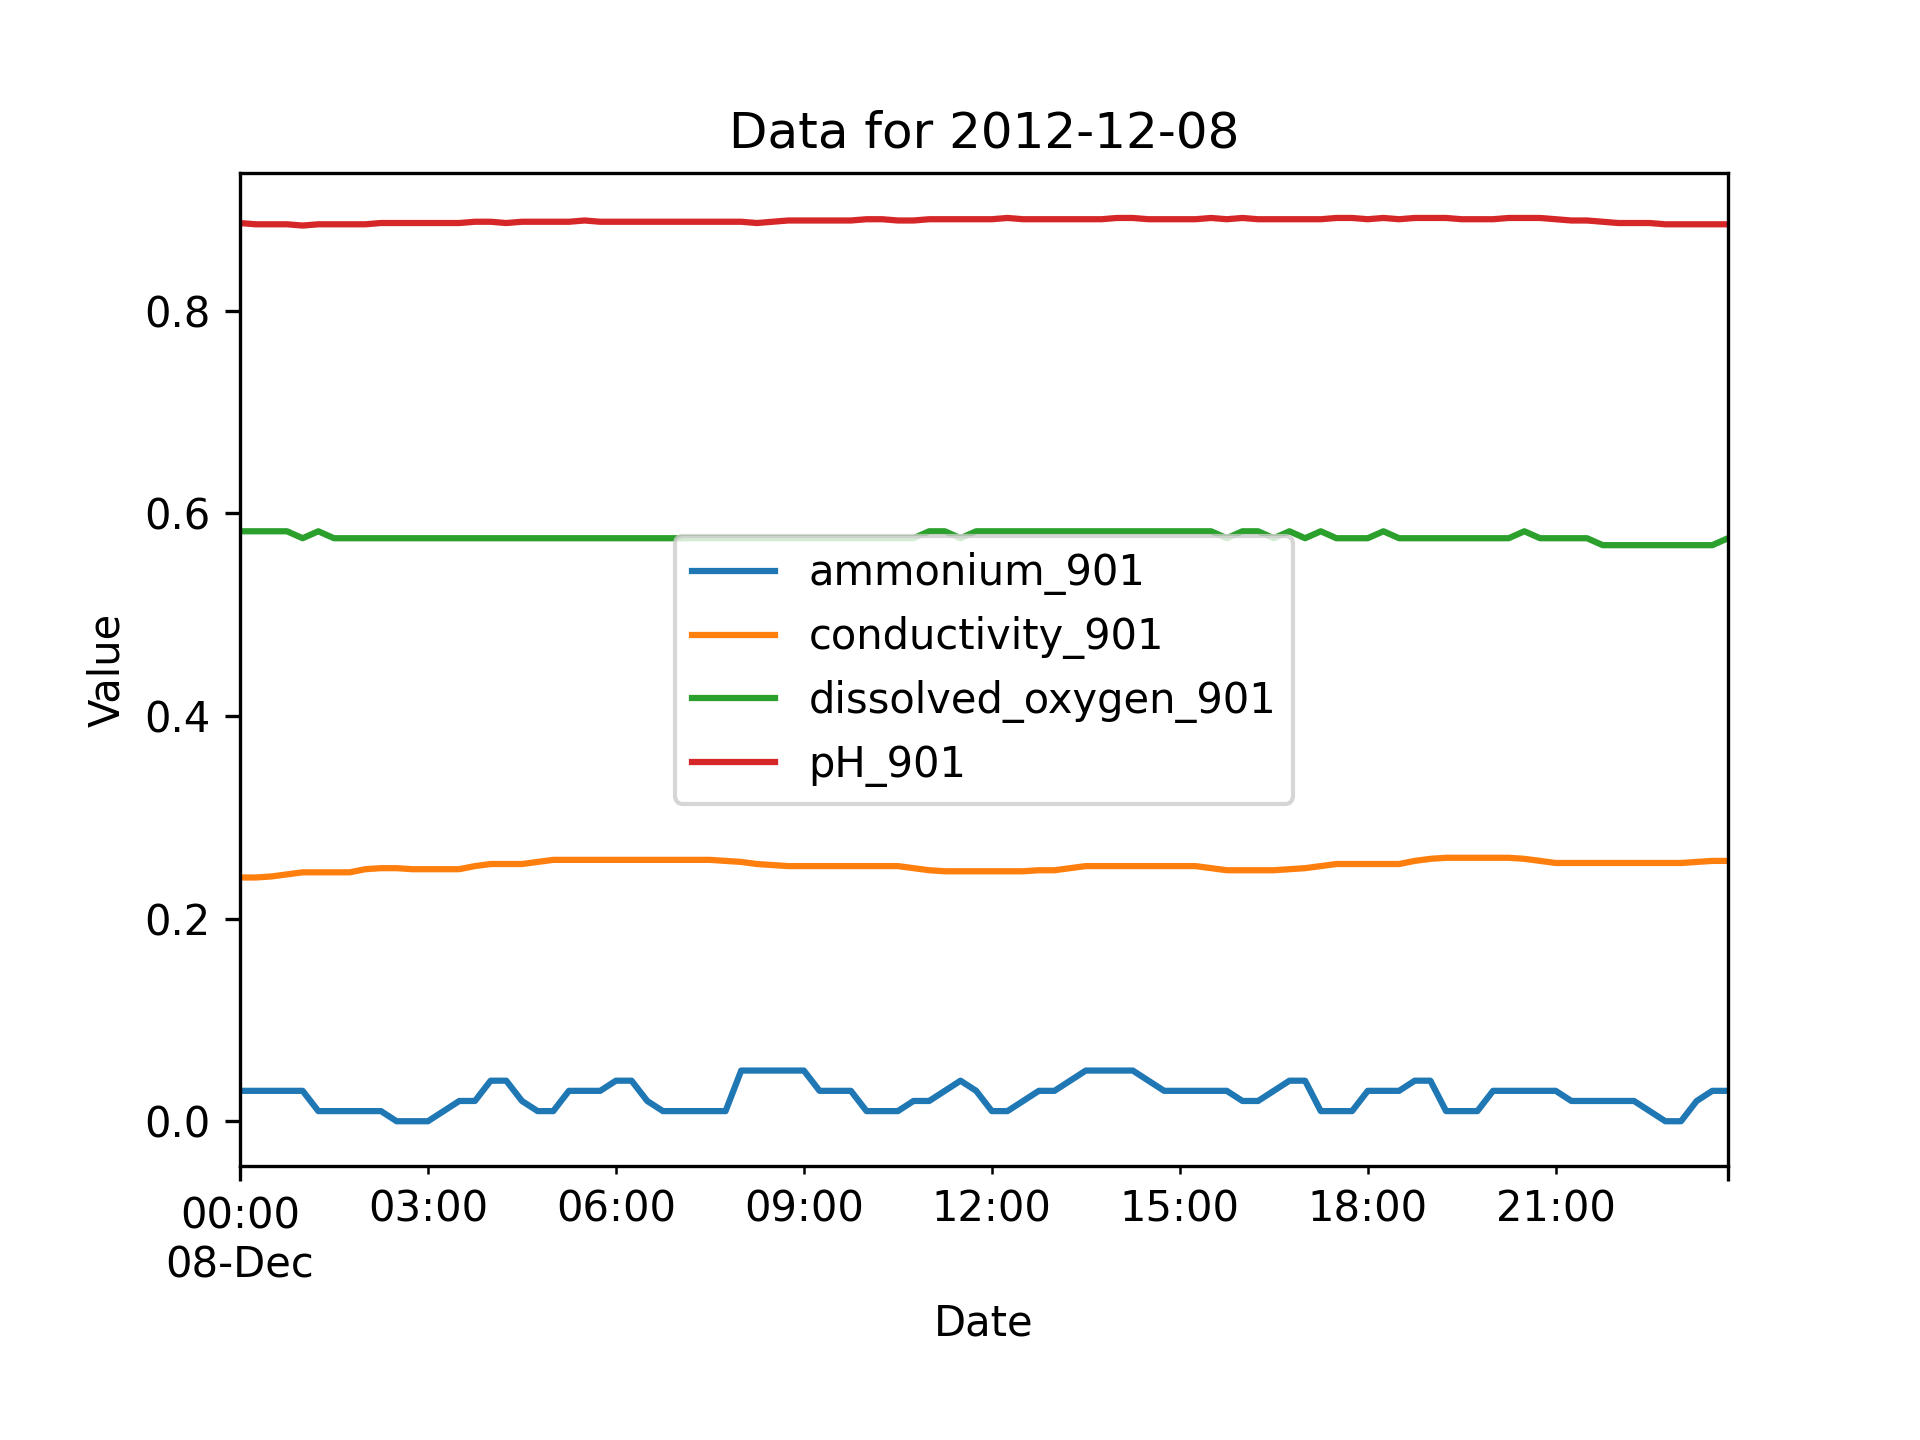 Data for 2012-12-08
0.8
0.6
0.4
0.2
0.0
Value
ammonium_901
conductivity_901
dissolved_oxygen_901
pH_901
00:00 03:00 06:00 09:00 12:00 15:00 18:00 21:00
08-Dec
Date